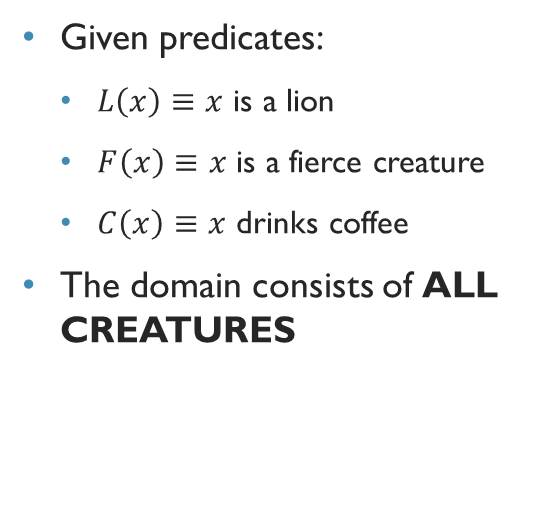 • Given predicates:
• L(x) ≡ x is a lion
• F(x) ≡ x is a fierce creature
• C(x) ≡ x drinks coffee
• The domain consists of ALL
CREATURES